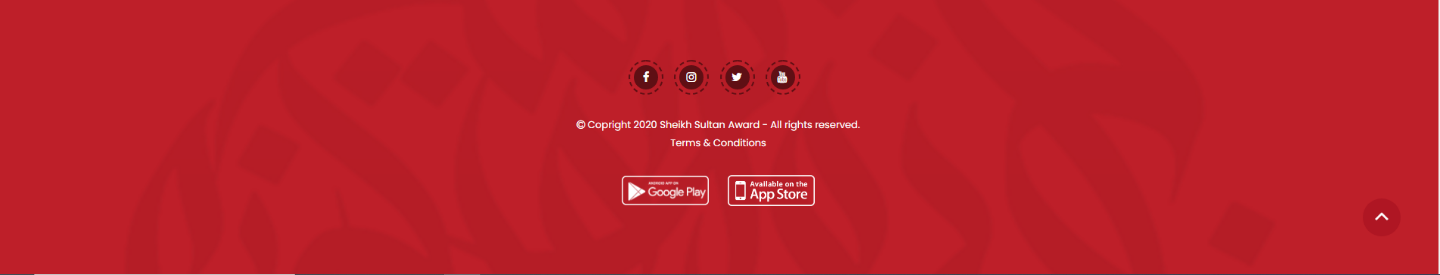 © Copright 2020 Sheikh Sultan Award - All rights reserved.
Terms & Conditions
ANDROID APP ON
Google Play
Available on the
App Store